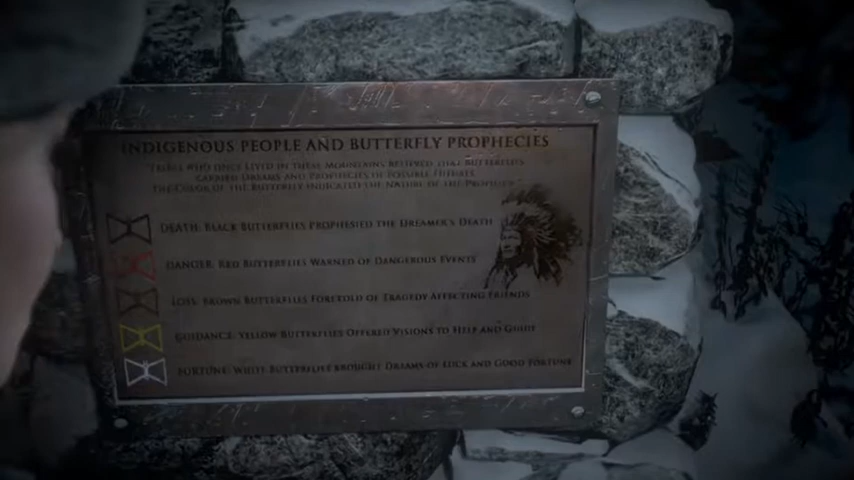 INDIGENOUS PEOPLE AND BUTTERFLY PROPHECIES
"TRIBES WHO ONCE LIVED IN THESE MOUNTAINS BELIEVED THAT BUTTERFLIES
CARRIED DREAMS AND PROPHECIES OF POSSIBLE FUTURES.
THE COLOR OF THE BUTTERFLY INDICATED THE NATURE OF THE PROPHECY."
DEATH: BLACK BUTTERFLIES PROPHESIED THE DREAMER'S DEATH
DANGER: RED BUTTERFLIES WARNED OF DANGEROUS EVENTS
LOSS: BROWN BUTTERFLIES FORETOLD OF TRAGEDY AFFECTING FRIENDS
GUIDANCE: YELLOW BUTTERFLIES OFFERED VISIONS TO HELP AND GUIDE
FORTUNE: WHITE BUTTERFLIES BROUGHT DREAMS OF LUCK AND GOOD FORTUNE